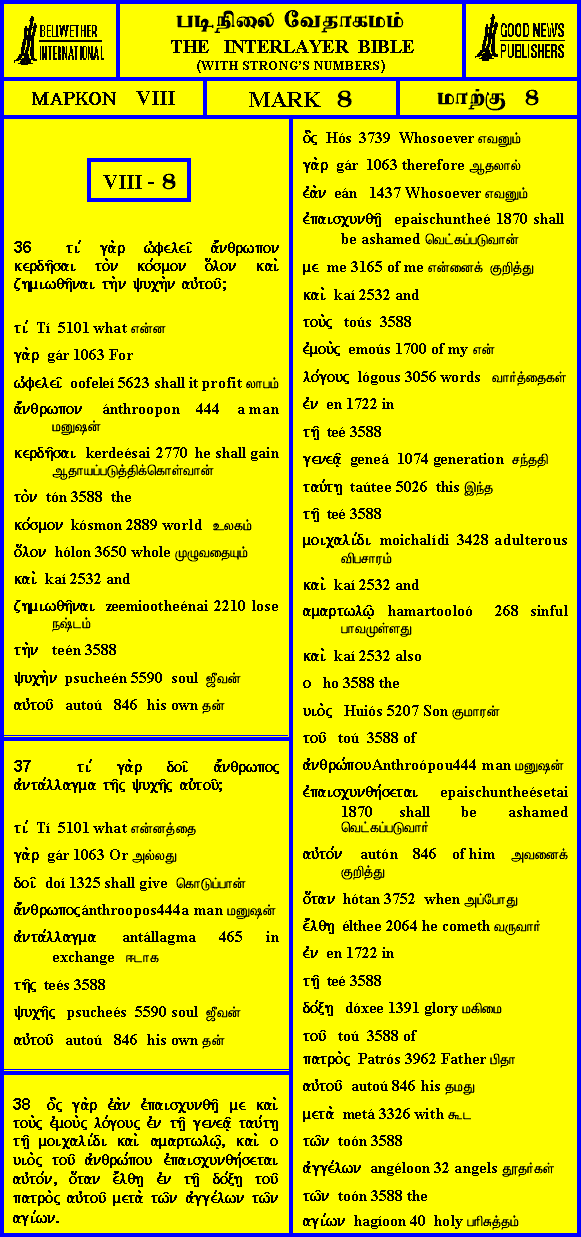 BELLWETHER
INTERNATIONAL
படிநிலை வேதாகமம்
THE INTERLAYER BIBLE
(WITH STRONG'S NUMBERS)
GOOD NEWS
PUBLISHERS
ΜΑΡΚΟΝ VIII
MARK 8
மாற்கு 8
VIII - 8
36 τί γὰρ ὠφελεῖ ἄνθρωπον
κερδῆσαι τὸν κόσμον ὅλον καὶ
ζημιωθῆναι τὴν ψυχὴν αὐτοῦ;
τί Tí 5101 what என்ன
γὰρ gár 1063 For
ὠφελεῖ oofeleí 5623 shall it profit லாபம்
ἄνθρωπον ánthroopon 444 a man
மனுஷன்
κερδῆσαι kerdeésai 2770 he shall gain
ஆதாயப்படுத்திக்கொள்வான்
τὸν tón 3588 the
κόσμον kósmon 2889 world உலகம்
ὅλον hólon 3650 whole முழுவதையும்
καὶ kaí 2532 and
ζημιωθῆναι zeemiootheénai 2210 lose
நஷ்டம்
τὴν teén 3588
ψυχὴν psucheén 5590 soul ஜீவன்
αὐτοῦ autoú 846 his own தன்
37 τί γὰρ δοῖ ἄνθρωπος
ἀντάλλαγμα τῆς ψυχῆς αὐτοῦ;
τί Tí 5101 what என்னத்தை
γὰρ gár 1063 Or அல்லது
δοῖ doí 1325 shall give கொடுப்பான்
ἄνθρωπος ánthroopos444a man மனுஷன்
ἀντάλλαγμα antállagma 465 in
exchange ஈடாக
τῆς teés 3588
ψυχῆς psucheés 5590 soul ஜீவன்
αὐτοῦ autoú 846 his own தன்
38 ὃς γὰρ ἐὰν ἐπαισχυνθῇ με καὶ
τοὺς ἐμοὺς λόγους ἐν τῇ γενεᾷ ταύτῃ
τῇ μοιχαλίδι καὶ αμαρτωλῷ, καὶ ο
υιὸς τοῦ ἀνθρώπου ἐπαισχυνθήσεται
αὐτόν, ὅταν ἔλθῃ ἐν τῇ δόξῃ τοῦ
πατρὸς αὐτοῦ μετὰ τῶν ἀγγέλων τῶν
αγίων.
ὃς Hós 3739 Whosoever எவனும்
γὰρ gár 1063 therefore ஆதலால்
ἐὰν eán 1437 Whosoever எவனும்
ἐπαισχυνθῇ epaischuntheé 1870 shall
be ashamed வெட்கப்படுவான்
με me 3165 of me என்னைக் குறித்து
καὶ kaí 2532 and
τοὺς toús 3588
ἐμοὺς emoús 1700 of my என்
λόγους lógous 3056 words வார்த்தைகள்
ἐν en 1722 in
τῇ teé 3588
γενεᾷ geneá 1074 generation சந்ததி
ταύτῃ taútee 5026 this இந்த
τῇ teé 3588
μοιχαλίδι moichalídi 3428 adulterous
விபசாரம்
καὶ kaí 2532 and
αμαρτωλῷ hamartooloó 268 sinful
பாவமுள்ளது
καὶ kaí 2532 also
ο ho 3588 the
υιὸς Huiós 5207 Son குமாரன்
τοῦ toú 3588 of
ἀνθρώπου Anthroópou444 man மனுஷன்
ἐπαισχυνθήσεται epaischuntheésetai
1870 shall be ashamed
வெட்கப்படுவார்
αὐτόν autón 846 of him அவனைக்
குறித்து
ὅταν hótan 3752 when அப்போது
ἔλθῃ élthee 2064 he cometh வருவார்
ἐν en 1722 in
τῇ teé 3588
δόξῃ dóxee 1391 glory மகிமை
τοῦ toú 3588 of
πατρὸς Patrós 3962 Father பிதா
αὐτοῦ autoú 846 his தமது
μετὰ metá 3326 with கூட
τῶν toón 3588
ἀγγέλων angéloon 32 angels தூதர்கள்
τῶν toón 3588 the
αγίων hagíoon 40 holy பரிசுத்தம்